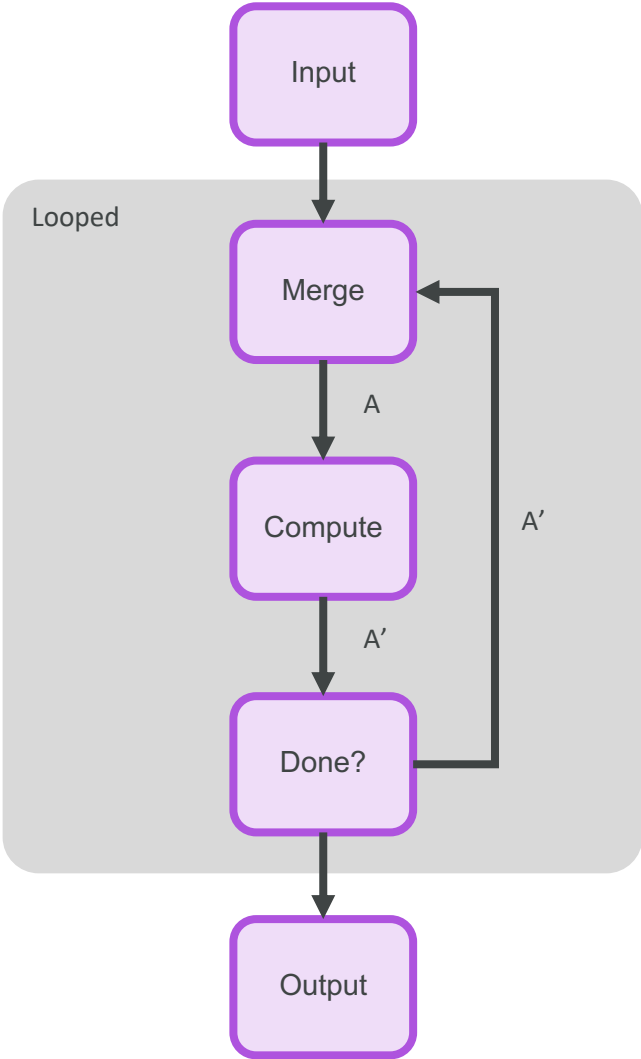 Input
Looped
Merge
A
Compute
A’
A’
Done?
Output